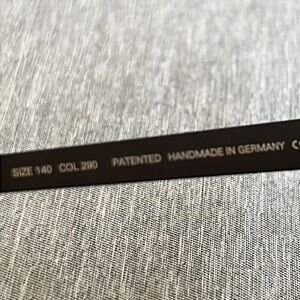 SIZE 140 COL 290 PATENTED HANDMADE IN GERMANY